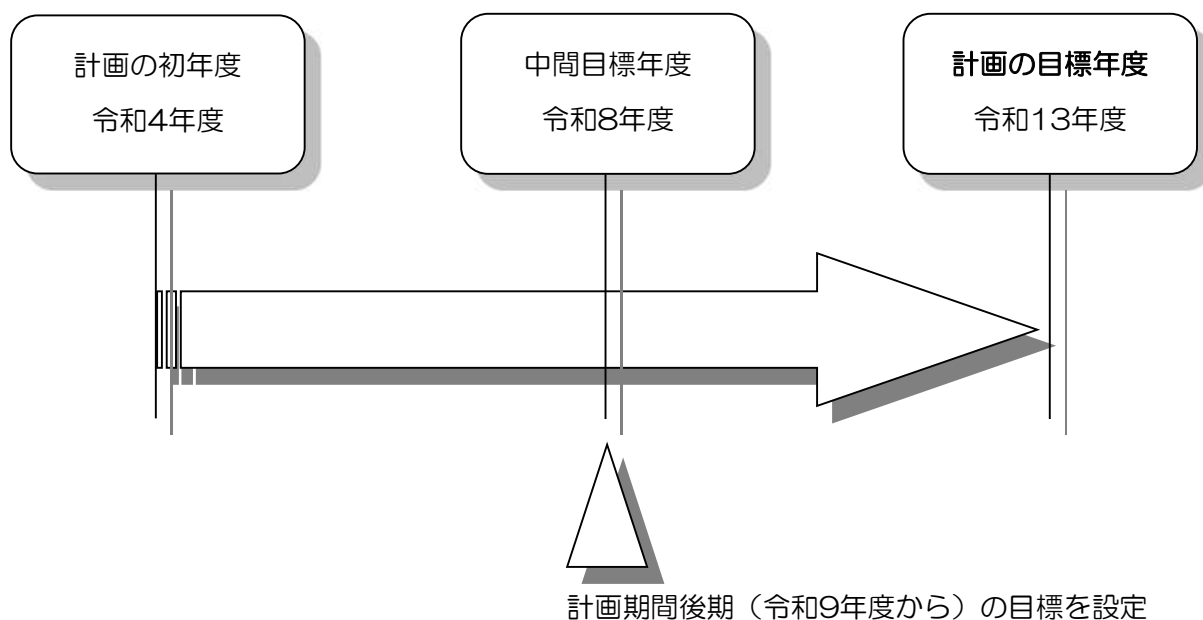 計画の初年度
令和4年度
中間目標年度
令和8年度
計画の目標年度
令和13年度
計画期間後期（令和9年度から）の目標を設定